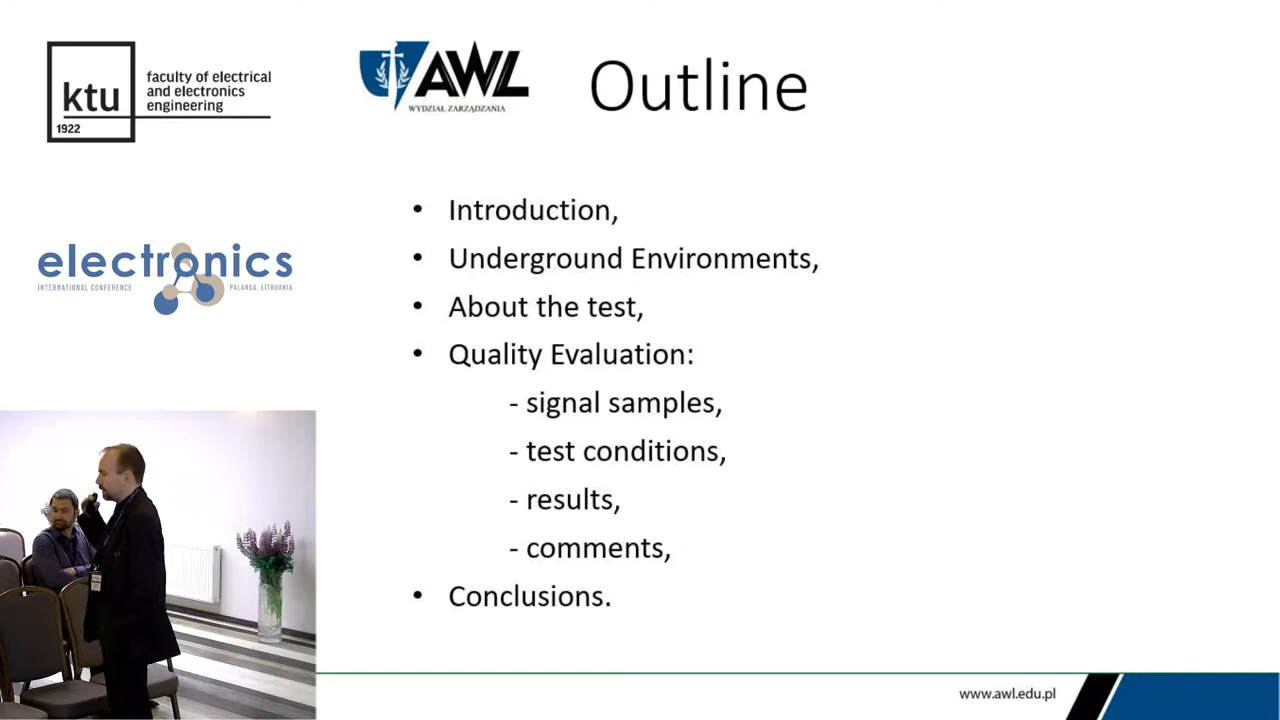 ktu
1922
faculty of electrical
and electronics
engineering
AWL
WYDZIAŁ ZARZĄDZANIA
Outline
electronics
INTERNATIONAL CONFERENCE
PALANGA, LITHUANIA
• Introduction,
• Underground Environments,
• About the test,
• Quality Evaluation:
- signal samples,
- test conditions,
- results,
- comments,
• Conclusions.
www.awl.edu.pl